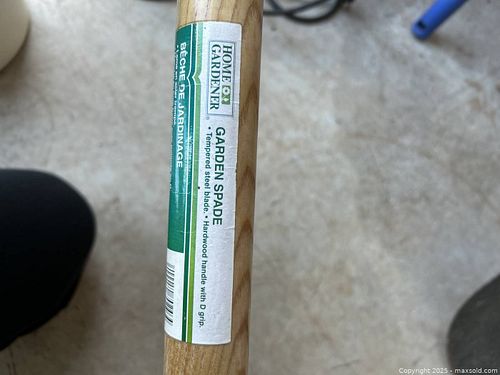 HOME
GARDENER
GARDEN SPADE
• Tempered steel blade. • Hardwood handle with D grip.
BÊCHE DE JARDINAGE
Copyright 2025 - maxsold.com